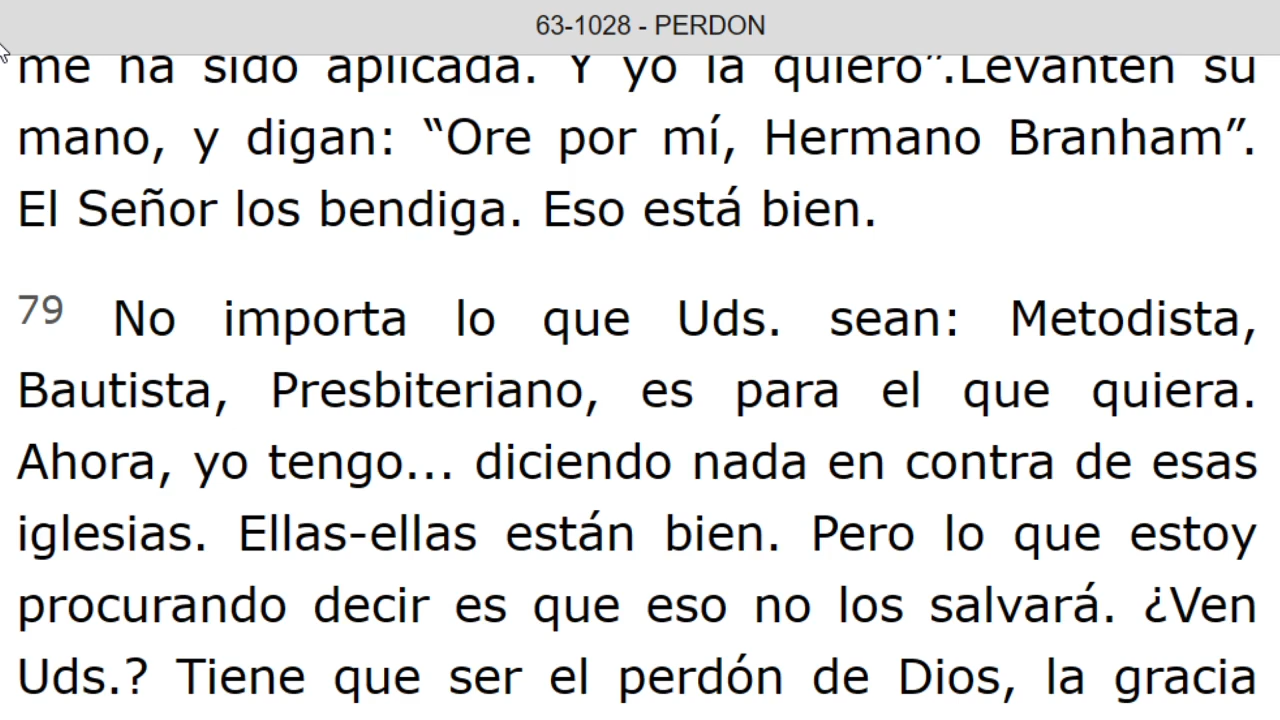 63-1028 - PERDON
me ha sido aplicada. Y yo la quiero”.Levanten su
mano, y digan: “Ore por mí, Hermano Branham”.
El Señor los bendiga. Eso está bien.
79 No importa lo que Uds. sean: Metodista,
Bautista, Presbiteriano, es para el que quiera.
Ahora, yo tengo... diciendo nada en contra de esas
iglesias. Ellas-ellas están bien. Pero lo que estoy
procurando decir es que eso no los salvará. ¿Ven
Uds.? Tiene que ser el perdón de Dios, la gracia